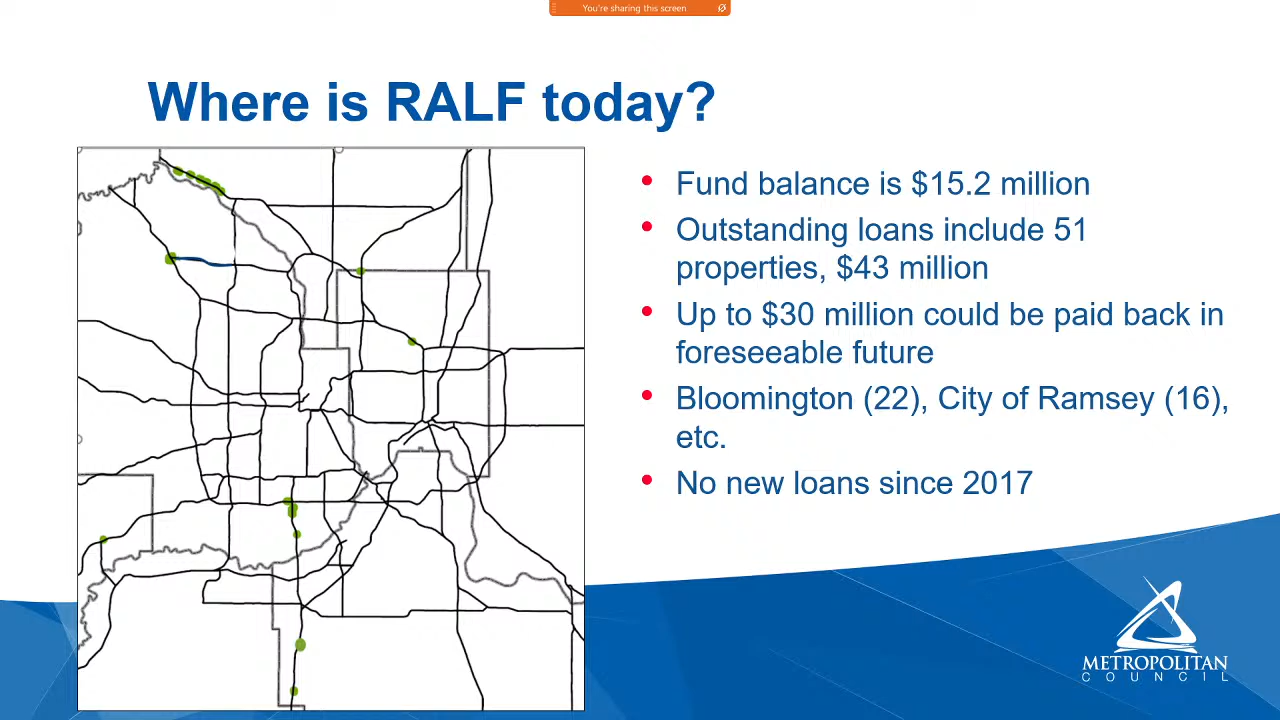 You're sharing this screen
Where is RALF today?
• Fund balance is $15.2 million
• Outstanding loans include 51
properties, $43 million
• Up to $30 million could be paid back in
foreseeable future
• Bloomington (22), City of Ramsey (16),
etc.
• No new loans since 2017
METROPOLITAN
COUNCIL